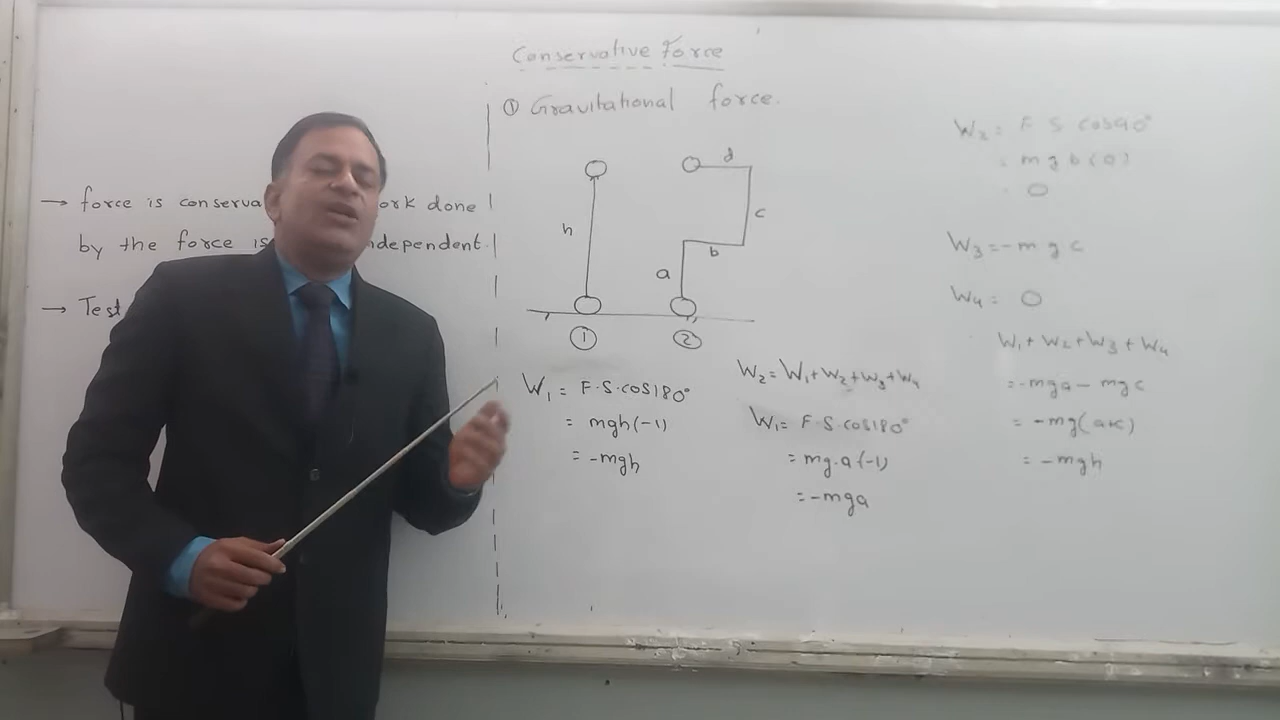 Conservative Force
→ force is conserva ork done
by the force is dependent.
→ Test
① Gravitational force.
h
d
c
b
a
①
②
W₁ = F·S·cos180°
= mgh(-1)
= -mgh
W₂ = W₁+W₂+W₃+W₄
W₁ = F·S·cos180°
= mg·a(-1)
= -mga
W₂ = F S cos90°
= mgb(0)
0
W₃ = -mgc
W₄ = 0
W₁ + W₂ + W₃ + W₄
= -mga - mgc
= -mg(a+c)
= -mgh